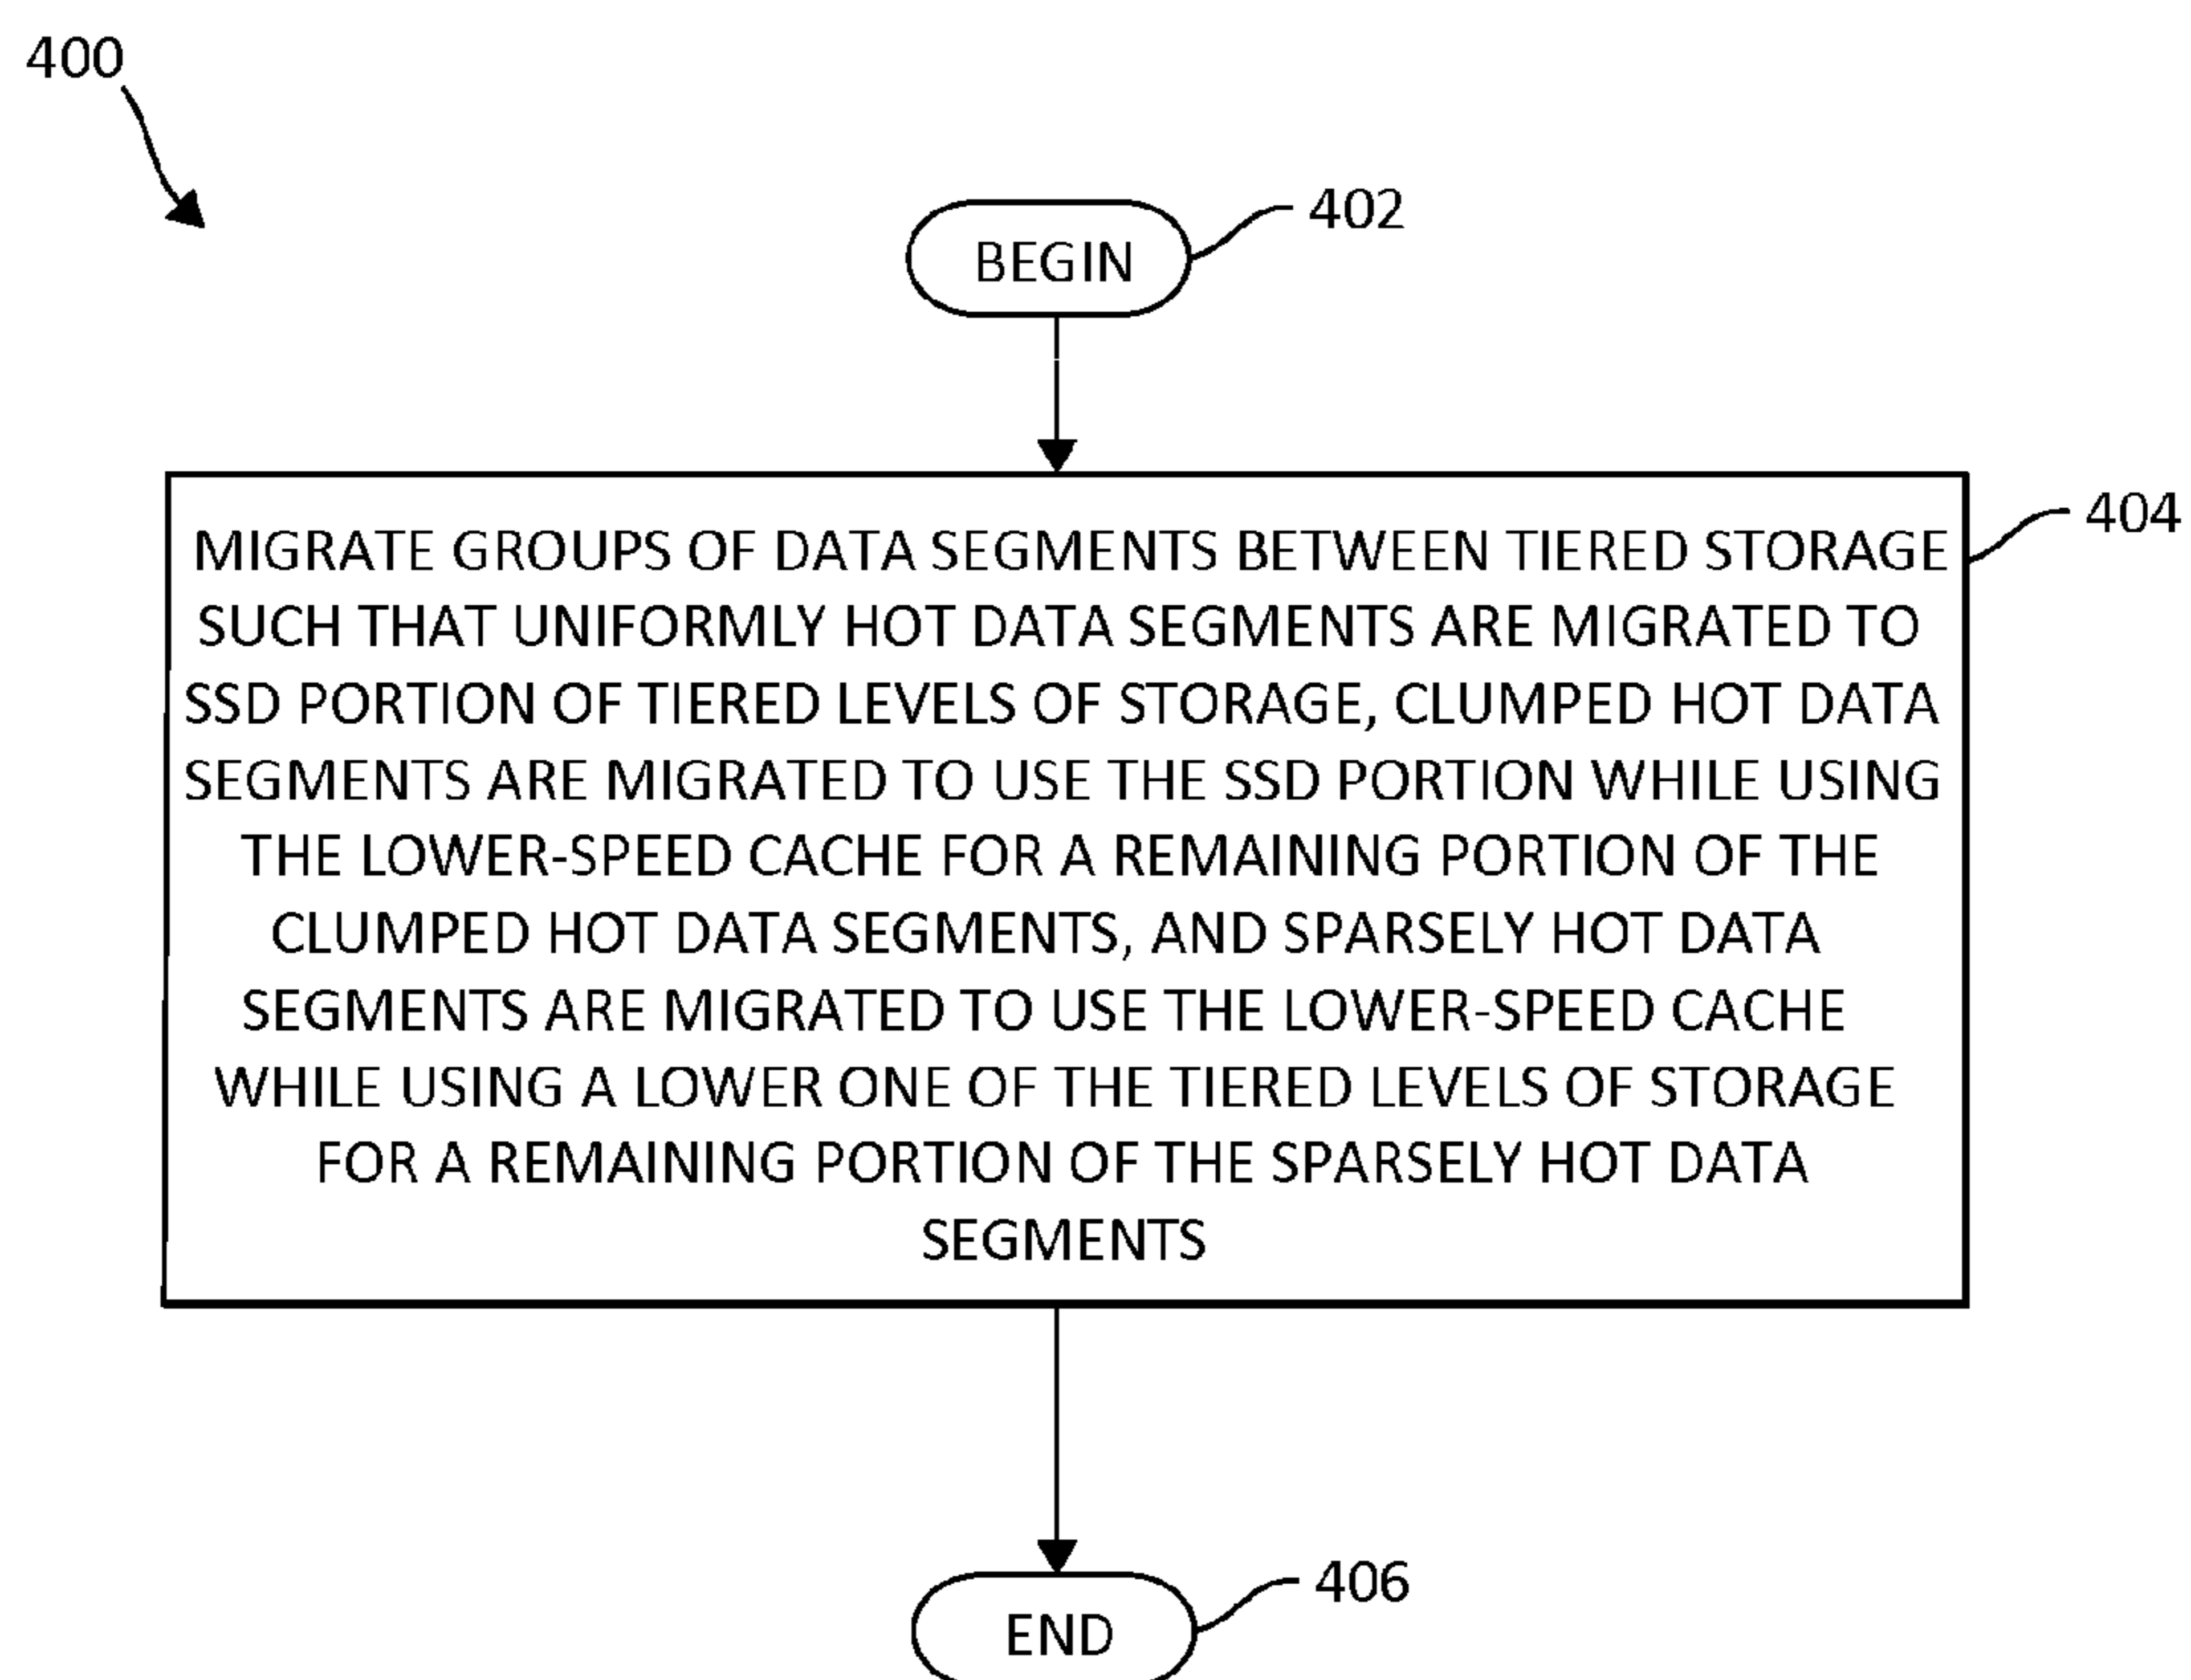 400
BEGIN
402
404
MIGRATE GROUPS OF DATA SEGMENTS BETWEEN TIERED STORAGE
SUCH THAT UNIFORMLY HOT DATA SEGMENTS ARE MIGRATED TO
SSD PORTION OF TIERED LEVELS OF STORAGE, CLUMPED HOT DATA
SEGMENTS ARE MIGRATED TO USE THE SSD PORTION WHILE USING
THE LOWER-SPEED CACHE FOR A REMAINING PORTION OF THE
CLUMPED HOT DATA SEGMENTS, AND SPARSELY HOT DATA
SEGMENTS ARE MIGRATED TO USE THE LOWER-SPEED CACHE
WHILE USING A LOWER ONE OF THE TIERED LEVELS OF STORAGE
FOR A REMAINING PORTION OF THE SPARSELY HOT DATA
SEGMENTS
406
END